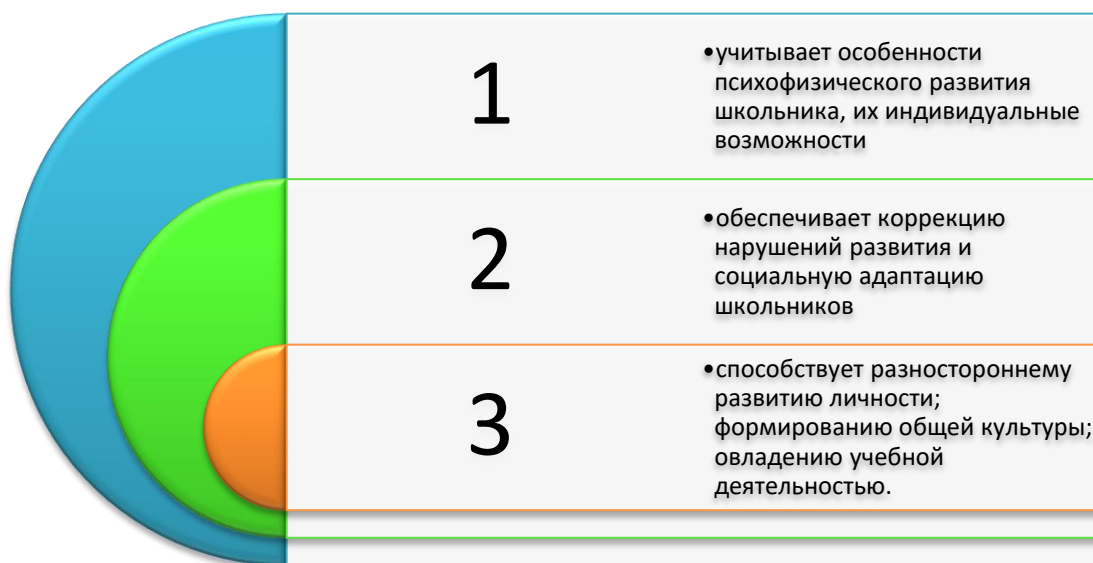 1
•учитывает особенности
психофизического развития
школьника, их индивидуальные
возможности
2
•обеспечивает коррекцию
нарушений развития и
социальную адаптацию
школьников
3
•способствует разностороннему
развитию личности;
формированию общей культуры;
овладению учебной
деятельностью.